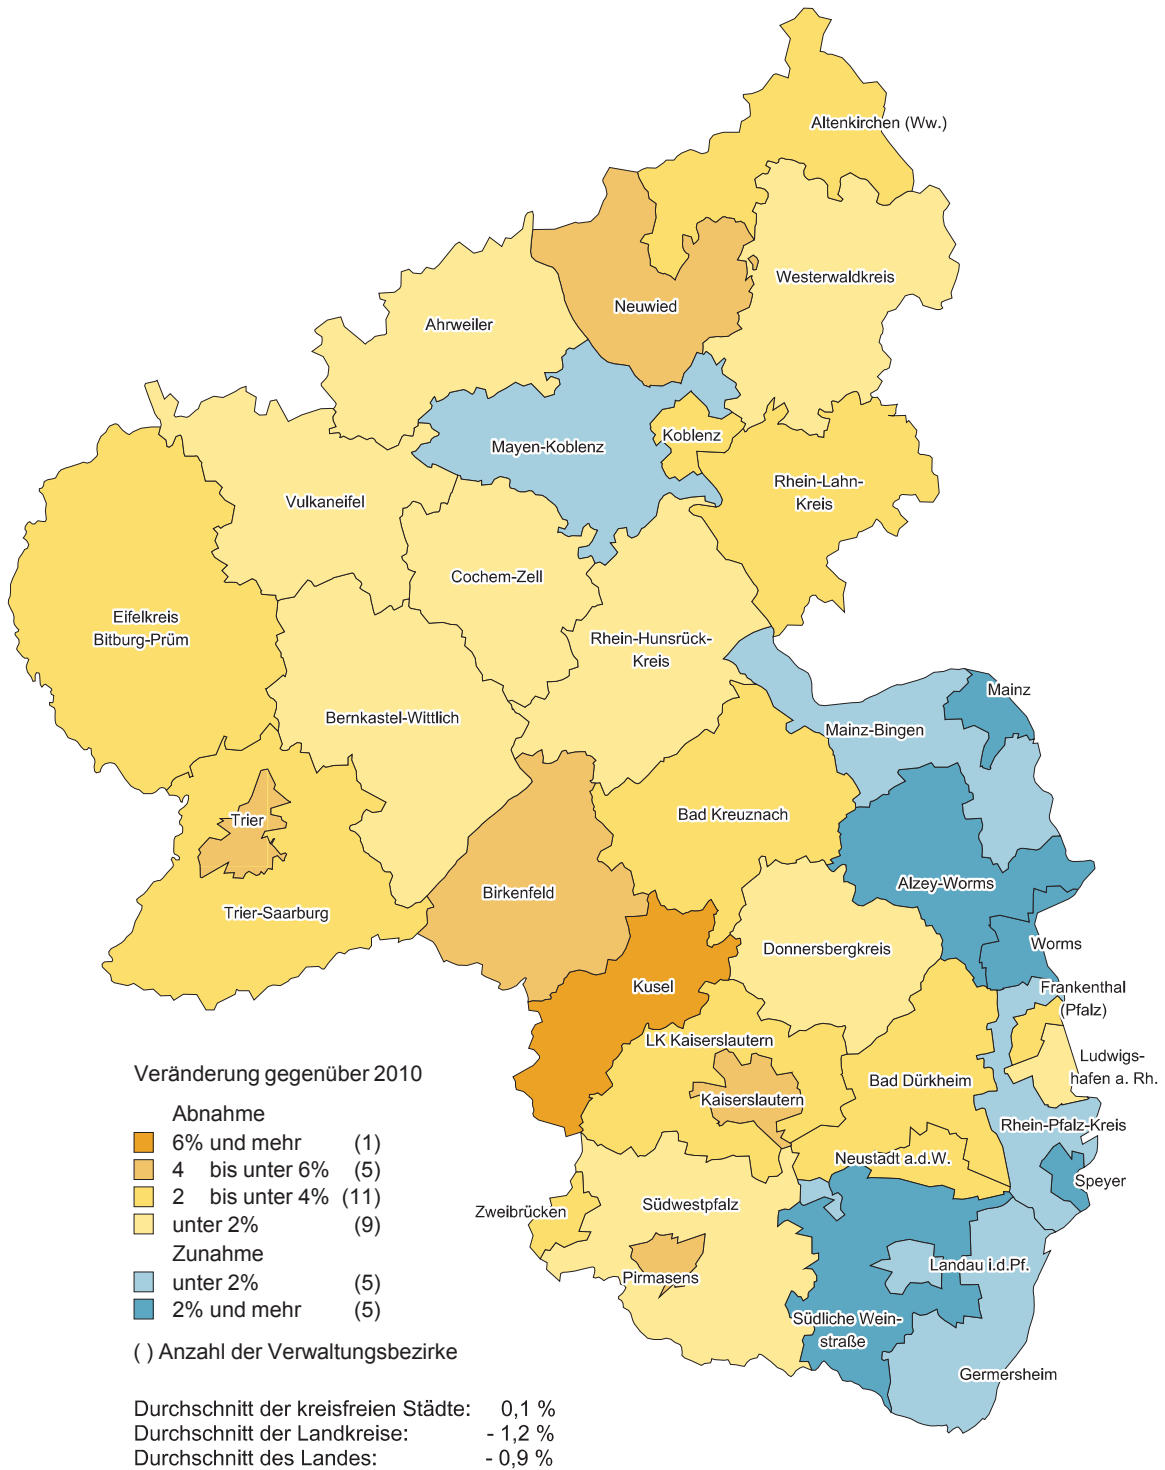 Altenkirchen (Ww.)
Westerwaldkreis
Neuwied
Ahrweiler
Koblenz
Mayen-Koblenz
Rhein-Lahn-
Kreis
Vulkaneifel
Cochem-Zell
Eifelkreis
Bitburg-Prüm
Rhein-Hunsrück-
Kreis
Mainz
Bernkastel-Wittlich
Mainz-Bingen
Bad Kreuznach
Trier
Alzey-Worms
Birkenfeld
Trier-Saarburg
Worms
Donnersbergkreis
Kusel
Frankenthal
(Pfalz)
LK Kaiserslautern
Ludwigs-
hafen a. Rh.
Bad Dürkheim
Kaiserslautern
Rhein-Pfalz-Kreis
Neustadt a.d.W.
Speyer
Südwestpfalz
Zweibrücken
Landau i.d.Pf.
Pirmasens
Südliche Wein-
straße
Germersheim
Veränderung gegenüber 2010
Abnahme
6% und mehr (1)
4 bis unter 6% (5)
2 bis unter 4% (11)
unter 2% (9)
Zunahme
unter 2% (5)
2% und mehr (5)
( ) Anzahl der Verwaltungsbezirke
Durchschnitt der kreisfreien Städte: 0,1 %
Durchschnitt der Landkreise: - 1,2 %
Durchschnitt des Landes: - 0,9 %